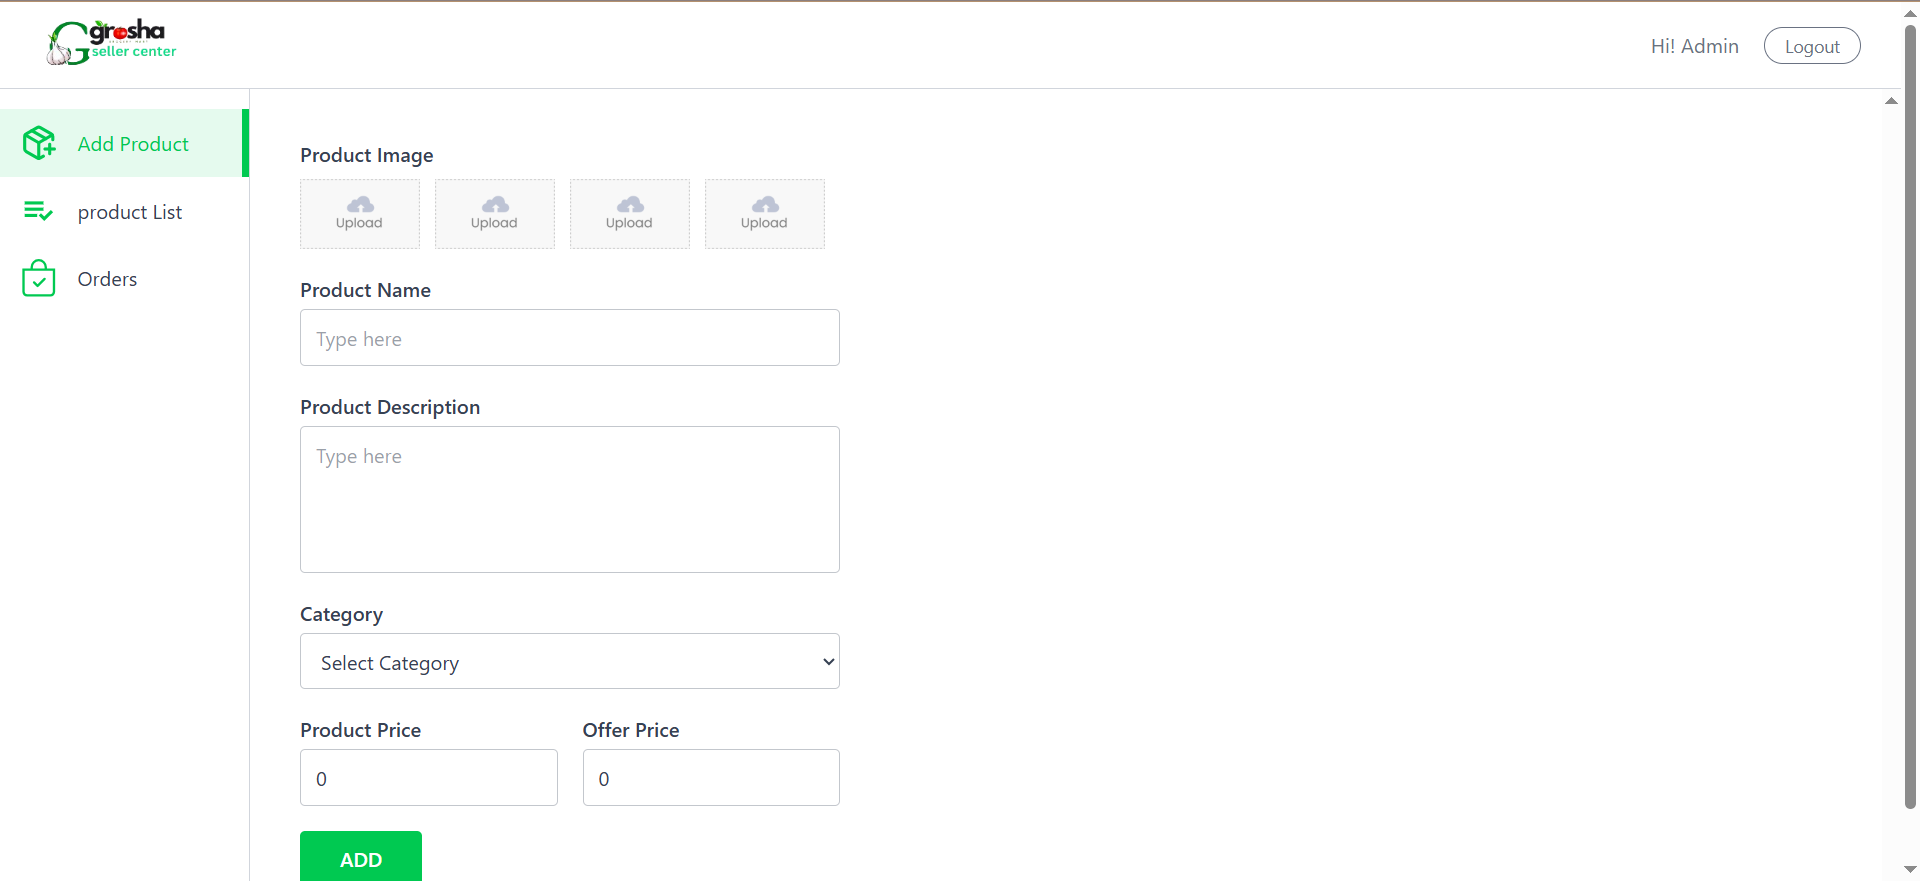 grosha
seller center
Hi! Admin
Logout
Add Product
product List
Orders
Product Image
Upload Upload Upload Upload
Product Name
Type here
Product Description
Type here
Category
Select Category
Product Price Offer Price
0 0
ADD